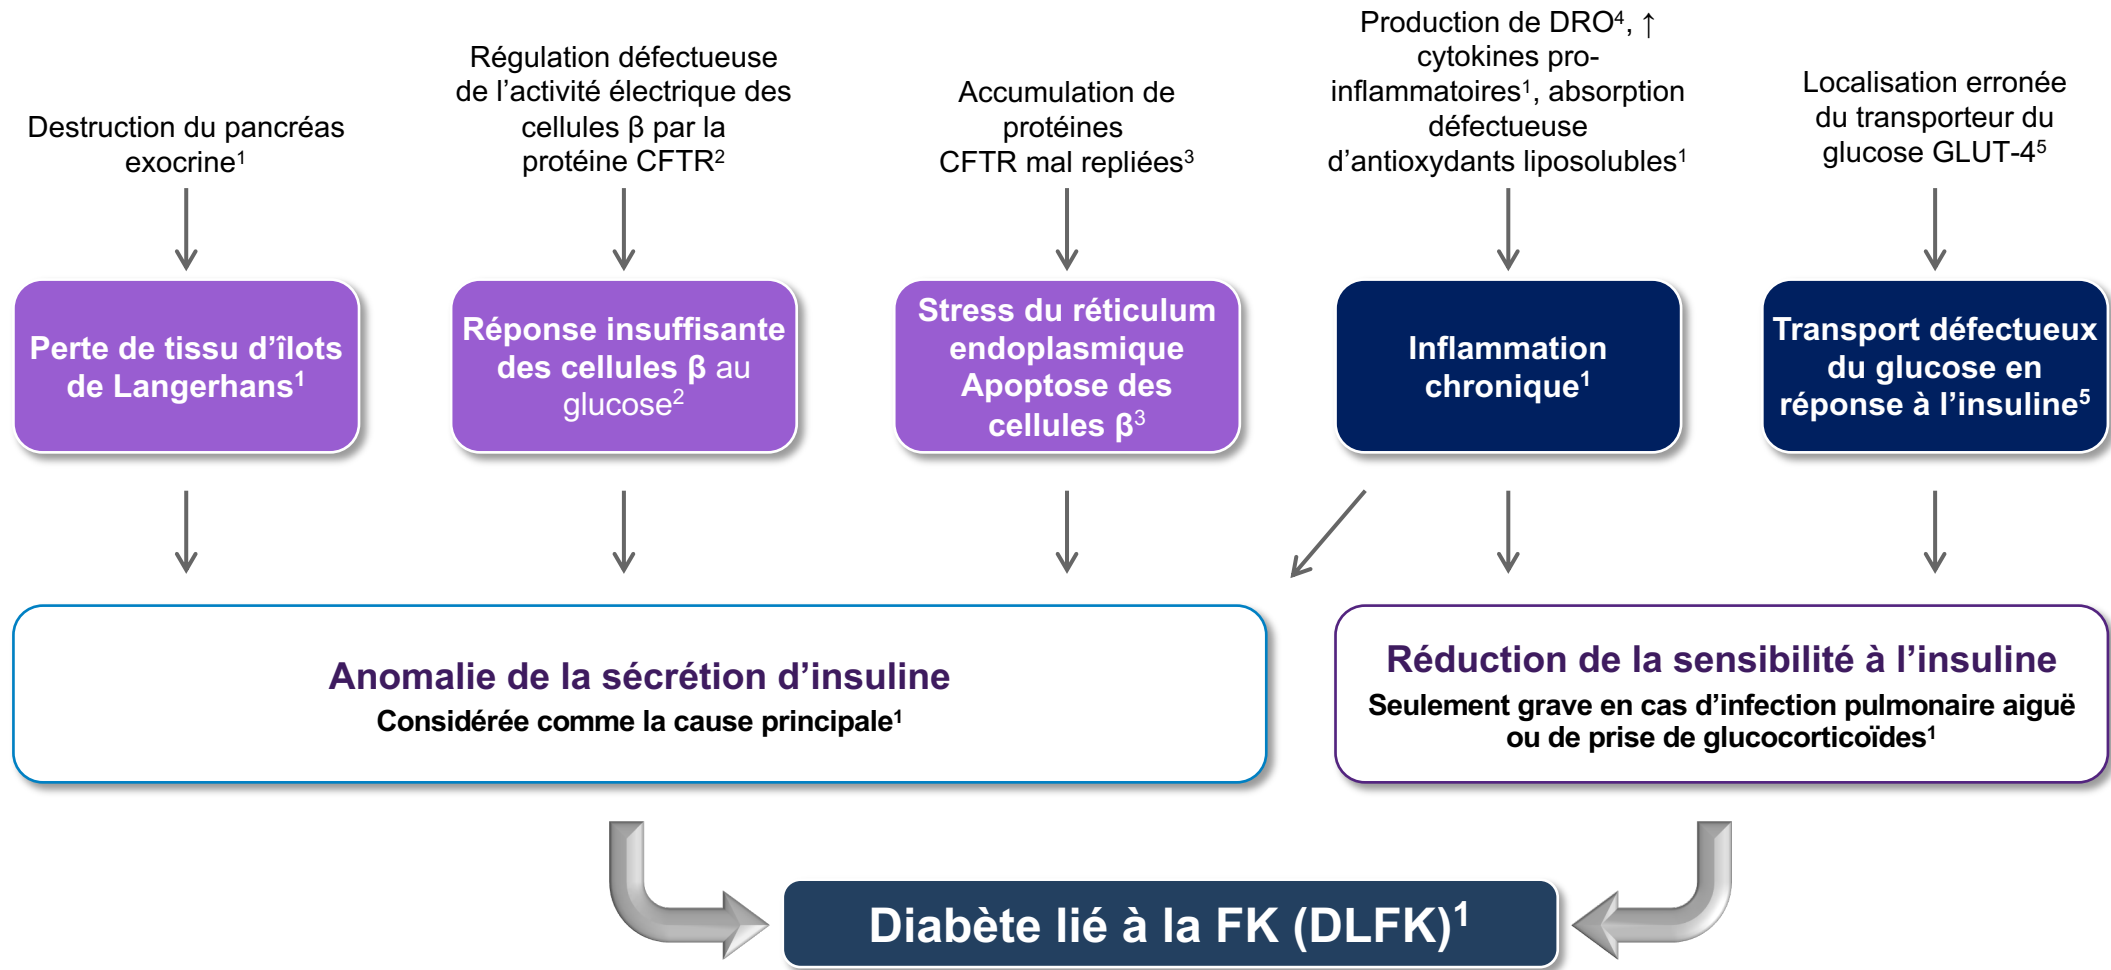 Destruction du pancréas
exocrine¹
Régulation défectueuse
de l’activité électrique des
cellules β par la
protéine CFTR²
Accumulation de
protéines
CFTR mal repliées³
Production de DRO⁴, ↑
cytokines pro-
inflammatoires¹, absorption
défectueuse
d’antioxydants liposolubles¹
Localisation erronée
du transporteur du
glucose GLUT-4⁵
Perte de tissu d’îlots
de Langerhans¹
Réponse insuffisante
des cellules β au
glucose²
Stress du réticulum
endoplasmique
Apoptose des
cellules β³
Inflammation
chronique¹
Transport défectueux
du glucose en
réponse à l’insuline⁵
Anomalie de la sécrétion d’insuline
Considérée comme la cause principale¹
Réduction de la sensibilité à l’insuline
Seulement grave en cas d’infection pulmonaire aiguë
ou de prise de glucocorticoïdes¹
Diabète lié à la FK (DLFK)¹